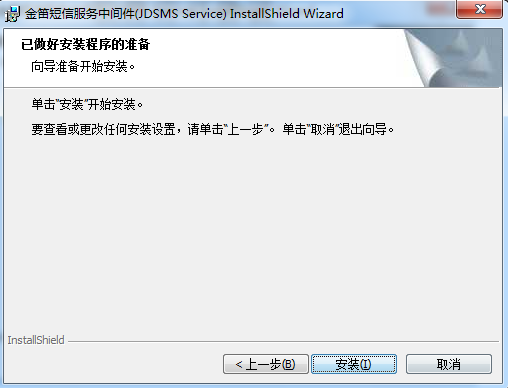 金笛短信服务中间件(JDSMS Service) InstallShield Wizard
已做好安装程序的准备
向导准备开始安装。
单击"安装"开始安装。
要查看或更改任何安装设置，请单击"上一步"。 单击"取消"退出向导。
InstallShield
< 上一步(B)
安装(I)
取消